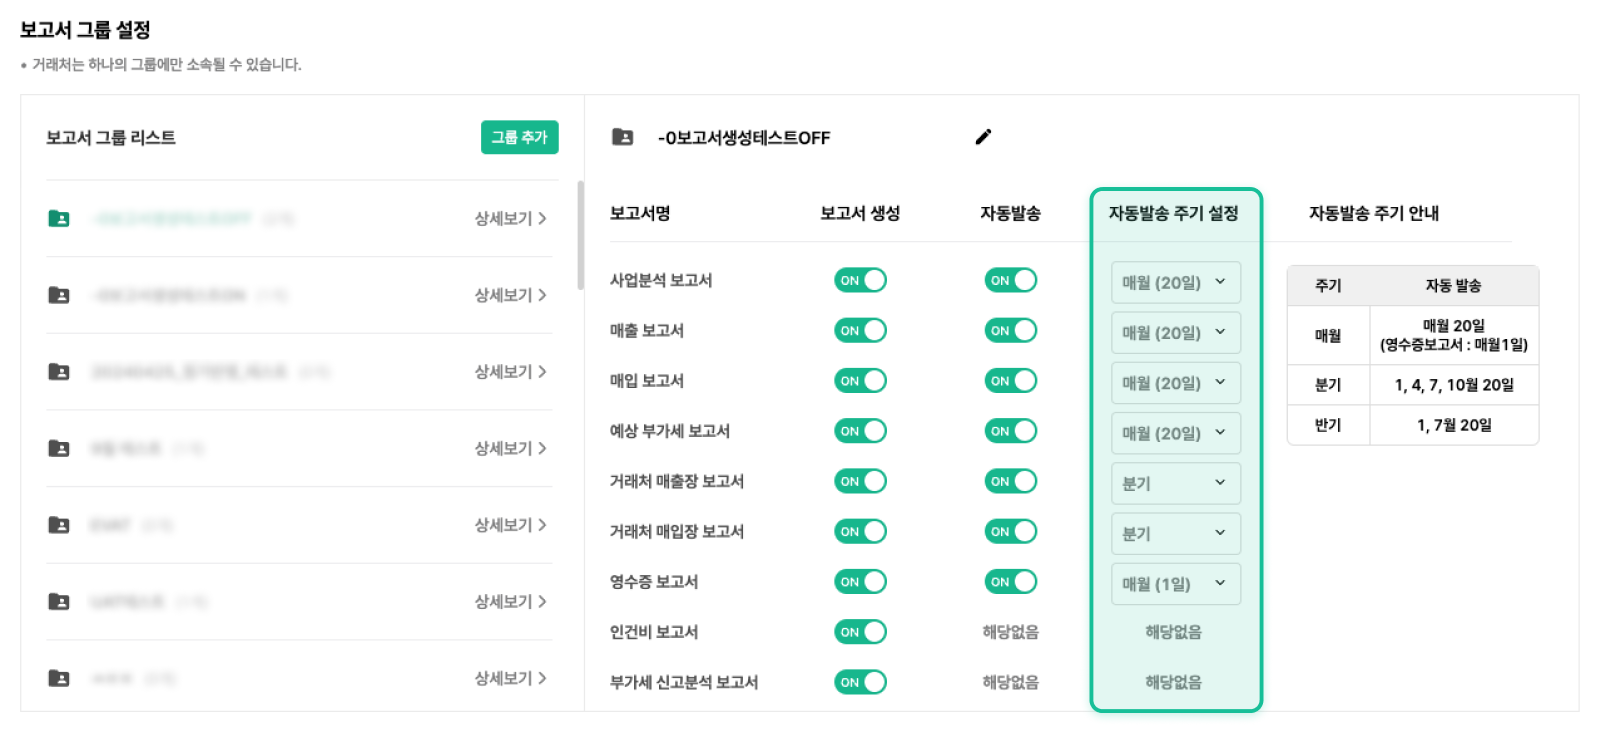 보고서 그룹 설정
• 거래처는 하나의 그룹에만 소속될 수 있습니다.
보고서 그룹 리스트
그룹 추가
상세보기
상세보기
상세보기
상세보기
상세보기
상세보기
상세보기
-0보고서생성테스트OFF
보고서명 보고서 생성 자동발송 자동발송 주기 설정
사업분석 보고서 ON ON 매월 (20일)
매출 보고서 ON ON 매월 (20일)
매입 보고서 ON ON 매월 (20일)
예상 부가세 보고서 ON ON 매월 (20일)
거래처 매출장 보고서 ON ON 분기
거래처 매입장 보고서 ON ON 분기
영수증 보고서 ON ON 매월 (1일)
인건비 보고서 ON 해당없음 해당없음
부가세 신고분석 보고서 ON 해당없음 해당없음
자동발송 주기 안내
주기 자동 발송
매월 매월 20일
(영수증보고서 : 매월1일)
분기 1, 4, 7, 10월 20일
반기 1, 7월 20일